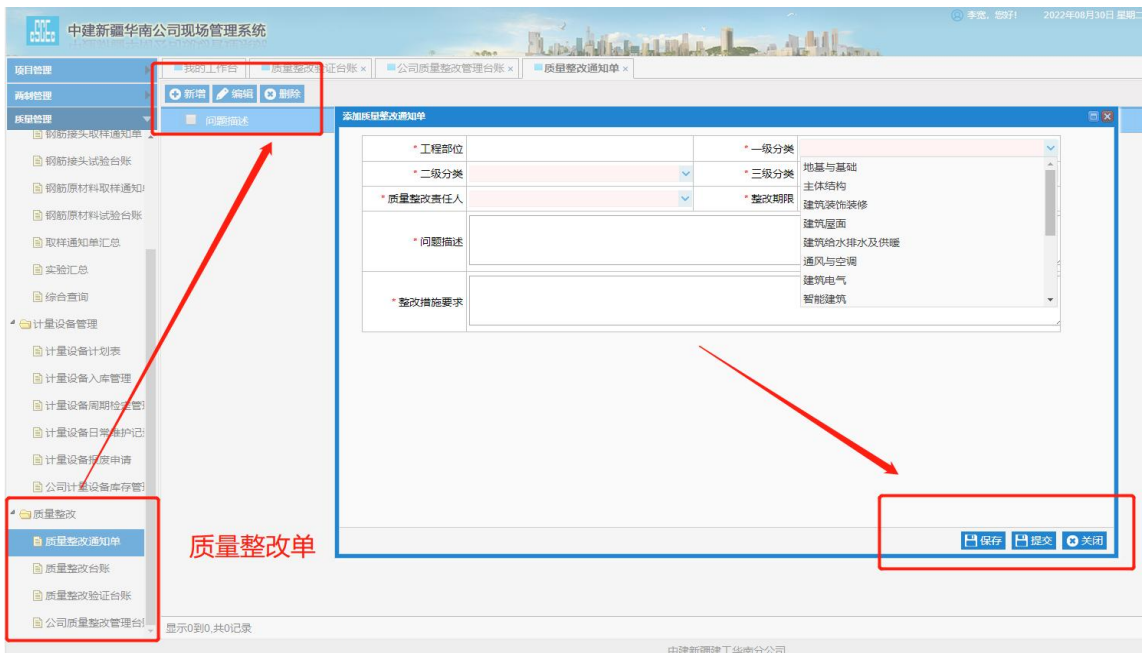 中建新疆华南公司现场管理系统
李宽，您好! 2022年08月30日 星期二
项目管理
我的工作台 质量整改验证台账 × 公司质量整改管理台账 × 质量整改通知单 ×
商务管理
新增 编辑 删除
质量管理
问题描述
添加质量整改通知单
钢筋接头取样通知单
* 工程部位 * 一级分类
钢筋接头试验台账
* 二级分类 * 三级分类
地基与基础
主体结构
建筑装饰装修
建筑屋面
建筑给水排水及供暖
通风与空调
建筑电气
智能建筑
钢筋原材料取样通知
* 质量整改责任人 * 整改期限
钢筋原材料试验台账
取样通知单汇总
* 问题描述
实验汇总
综合查询
* 整改措施要求
计量设备管理
计量设备计划表
计量设备入库管理
计量设备周期检定管
计量设备日常维护记
计量设备报废申请
公司计量设备库存管
质量整改
质量整改通知单
质量整改单
保存 提交 关闭
质量整改台账
质量整改验证台账
公司质量整改管理台
显示0到0,共0记录
中建新疆建工华南分公司